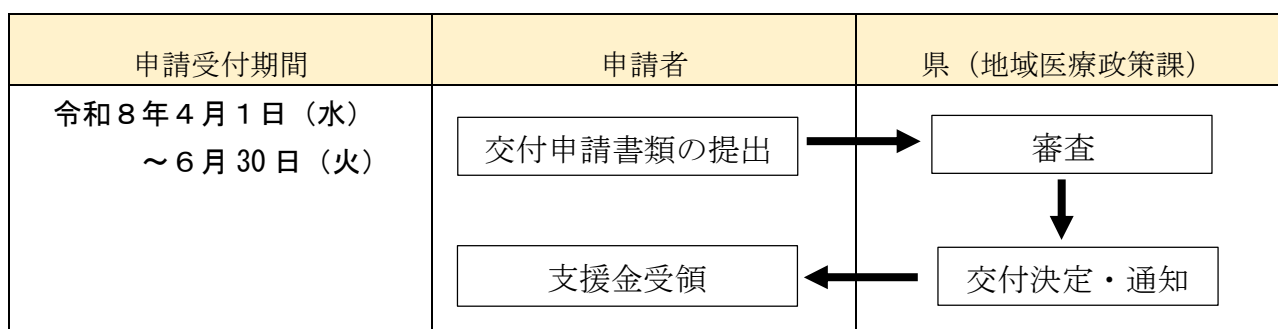 申請受付期間
申請者
県（地域医療政策課）
令和８年４月１日（水）
～６月 30 日（火）
交付申請書類の提出
審査
支援金受領
交付決定・通知